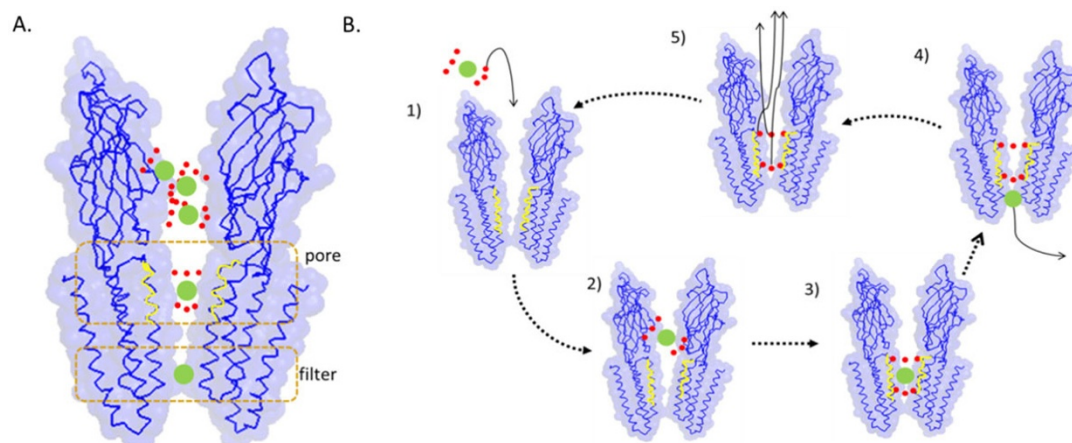 A.
pore
filter
B.
1)
2)
3)
4)
5)